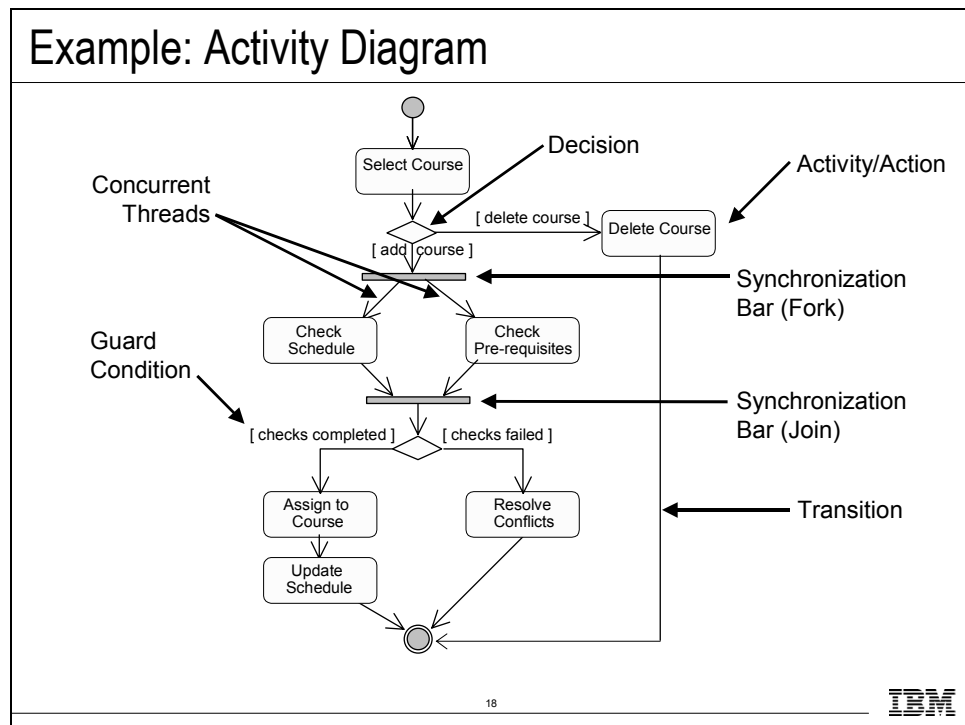 Example: Activity Diagram
Select Course
Decision
Activity/Action
Concurrent
Threads
[ delete course ]
Delete Course
[ add course ]
Synchronization
Bar (Fork)
Check
Schedule
Check
Pre-requisites
Guard
Condition
Synchronization
Bar (Join)
[ checks completed ]
[ checks failed ]
Assign to
Course
Resolve
Conflicts
Transition
Update
Schedule
18
IBM